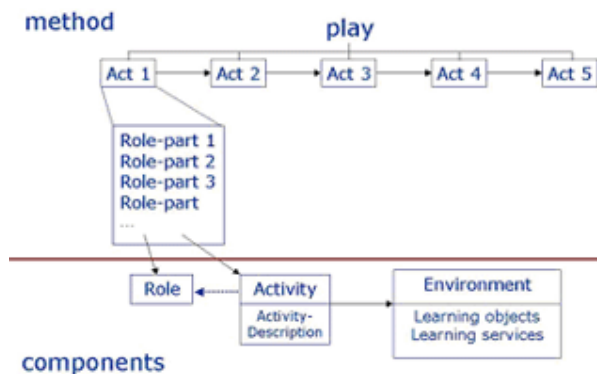 method
play
Act 1
Act 2
Act 3
Act 4
Act 5
Role-part 1
Role-part 2
Role-part 3
Role-part
...
Role
Activity
Activity-
Description
Environment
Learning objects
Learning services
components